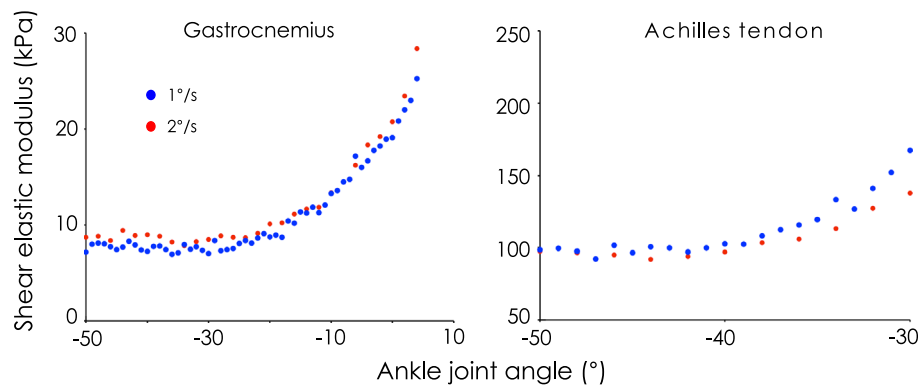 Gastrocnemius
Achilles tendon
Shear elastic modulus (kPa)
30
20
10
0
1°/s
2°/s
-50
-30
-10
10
250
200
150
100
50
-50
-40
-30
Ankle joint angle (°)